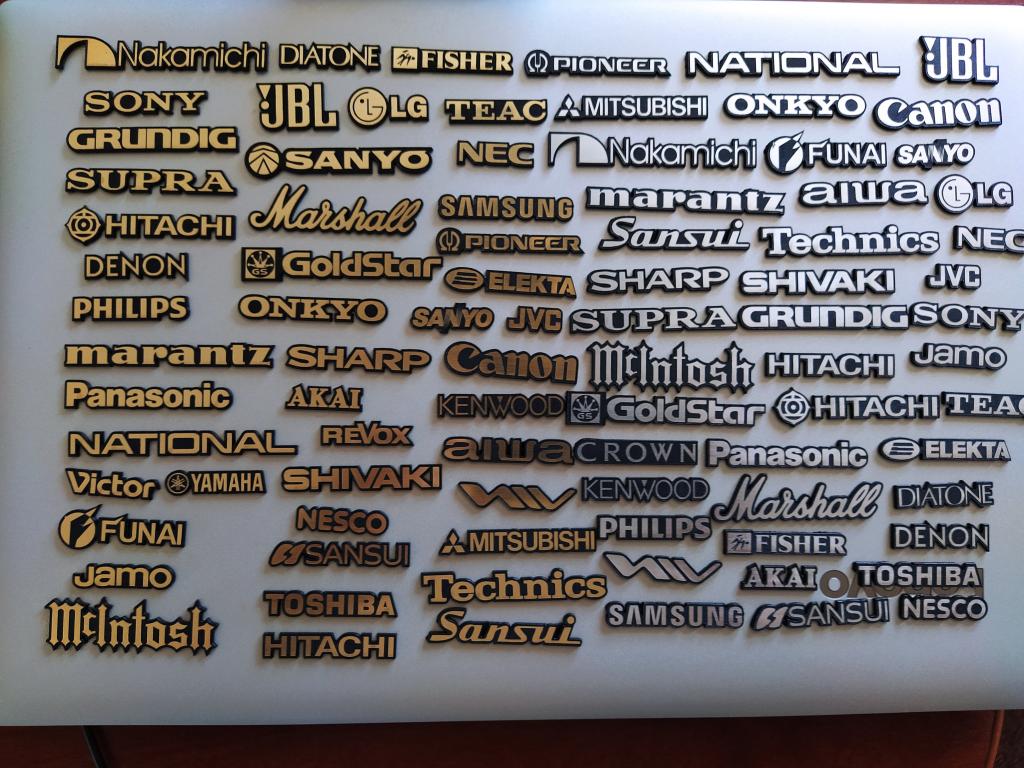 Nakamichi DIATONE FISHER PIONEER NATIONAL JBL
SONY JBL LG TEAC MITSUBISHI ONKYO Canon
GRUNDIG SANYO NEC Nakamichi FUNAI SANYO
SUPRA Marshall SAMSUNG marantz aiwa LG
HITACHI PIONEER Sansui Technics NEC
DENON GS GoldStar ELEKTA SHARP SHIVAKI JVC
PHILIPS ONKYO SANYO JVC SUPRA GRUNDIG SONY
marantz SHARP Canon McIntosh HITACHI Jamo
Panasonic AKAI KENWOOD GS GoldStar HITACHI TEAC
NATIONAL REVOX aiwa CROWN Panasonic ELEKTA
Victor YAMAHA SHIVAKI KENWOOD Marshall DIATONE
FUNAI NESCO MITSUBISHI PHILIPS FISHER DENON
SANSUI
Jamo Technics AKAI TOSHIBA
McIntosh TOSHIBA Sansui SAMSUNG SANSUI NESCO
HITACHI